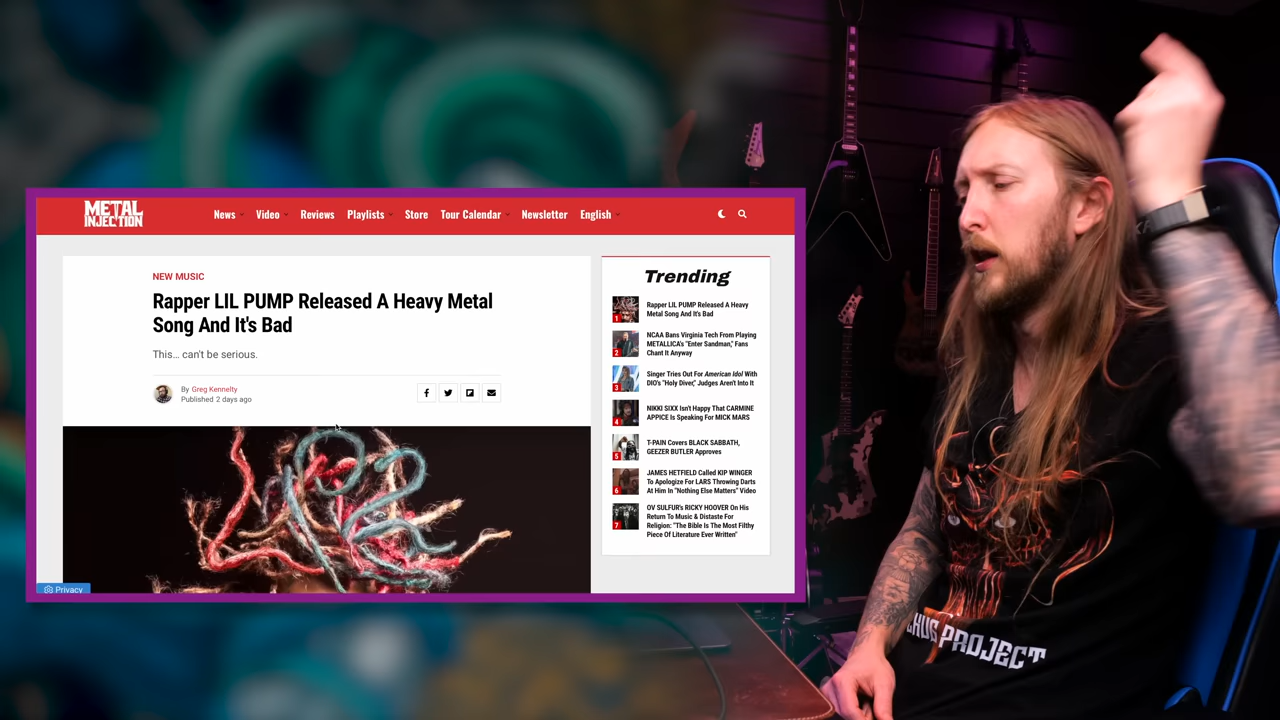 METAL
INJECTION
News
Video
Reviews
Playlists
Store
Tour Calendar
Newsletter
English
NEW MUSIC
Rapper LIL PUMP Released A Heavy Metal
Song And It's Bad
This... can't be serious.
By Greg Kennelty
Published 2 days ago
Privacy
Trending
1
Rapper LIL PUMP Released A Heavy
Metal Song And It's Bad
2
NCAA Bans Virginia Tech From Playing
METALLICA's "Enter Sandman," Fans
Chant It Anyway
3
Singer Tries Out For American Idol With
DIO's "Holy Diver," Judges Aren't Into It
4
NIKKI SIXX Isn't Happy That CARMINE
APPICE Is Speaking For MICK MARS
5
T-PAIN Covers BLACK SABBATH,
GEEZER BUTLER Approves
6
JAMES HETFIELD Called KIP WINGER
To Apologize For LARS Throwing Darts
At Him In "Nothing Else Matters" Video
7
OV SULFUR's RICKY HOOVER On His
Return To Music & Distaste For
Religion: "The Bible Is The Most Filthy
Piece Of Literature Ever Written"
PROJECT